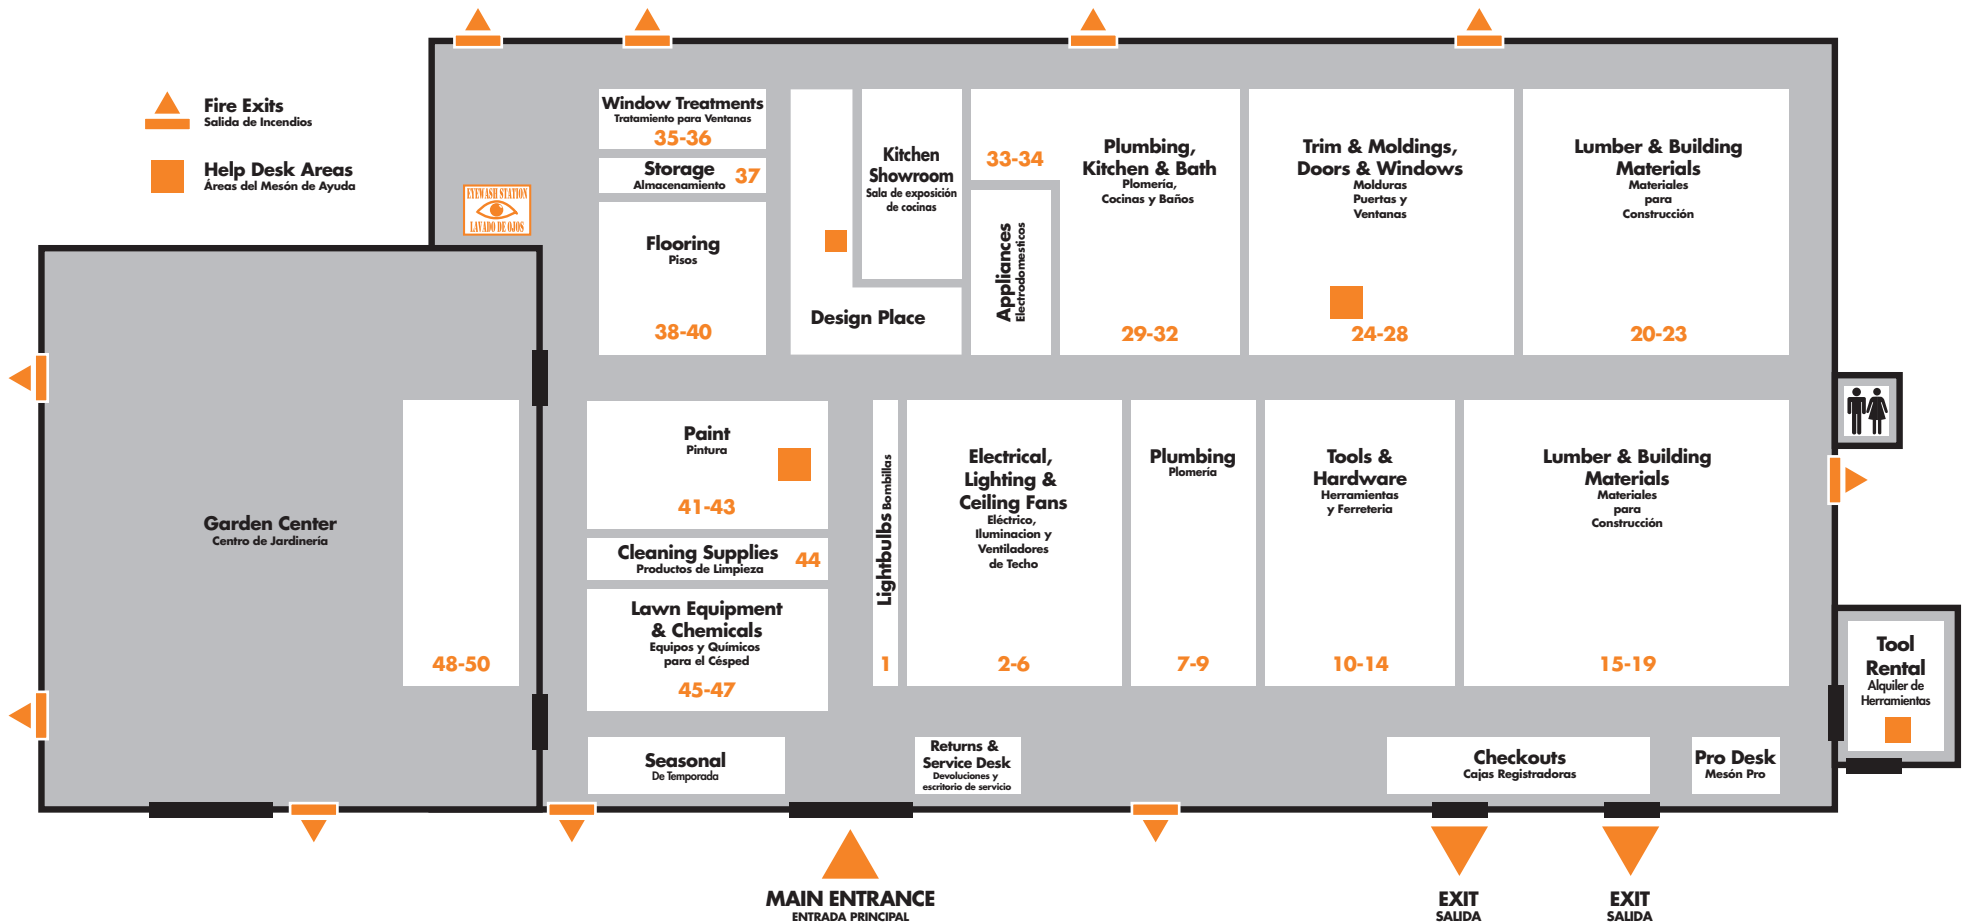 Fire Exits
Salida de Incendios
Help Desk Areas
Áreas del Mesón de Ayuda
EYEWASH STATION
LAVADO DE OJOS
Window Treatments
Tratamiento para Ventanas
35-36
Storage
Almacenamiento
37
Flooring
Pisos
38-40
Kitchen
Showroom
Sala de exposición
de cocinas
Design Place
33-34
Appliances
Electrodomesticos
Plumbing,
Kitchen & Bath
Plomería,
Cocinas y Baños
29-32
Trim & Moldings,
Doors & Windows
Molduras
Puertas y
Ventanas
24-28
Lumber & Building
Materials
Materiales
para
Construcción
20-23
Garden Center
Centro de Jardinería
48-50
Paint
Pintura
41-43
Cleaning Supplies
Productos de Limpieza
44
Lawn Equipment
& Chemicals
Equipos y Químicos
para el Césped
45-47
Lightbulbs Bombillas
1
Electrical,
Lighting &
Ceiling Fans
Eléctrico,
Iluminacion y
Ventiladores
de Techo
2-6
Plumbing
Plomería
7-9
Tools &
Hardware
Herramientas
y Ferreteria
10-14
Lumber & Building
Materials
Materiales
para
Construcción
15-19
Tool
Rental
Alquiler de
Herramientas
Seasonal
De Temporada
Returns &
Service Desk
Devoluciones y
escritorio de servicio
Checkouts
Cajas Registradoras
Pro Desk
Mesón Pro
MAIN ENTRANCE
ENTRADA PRINCIPAL
EXIT
SALIDA
EXIT
SALIDA